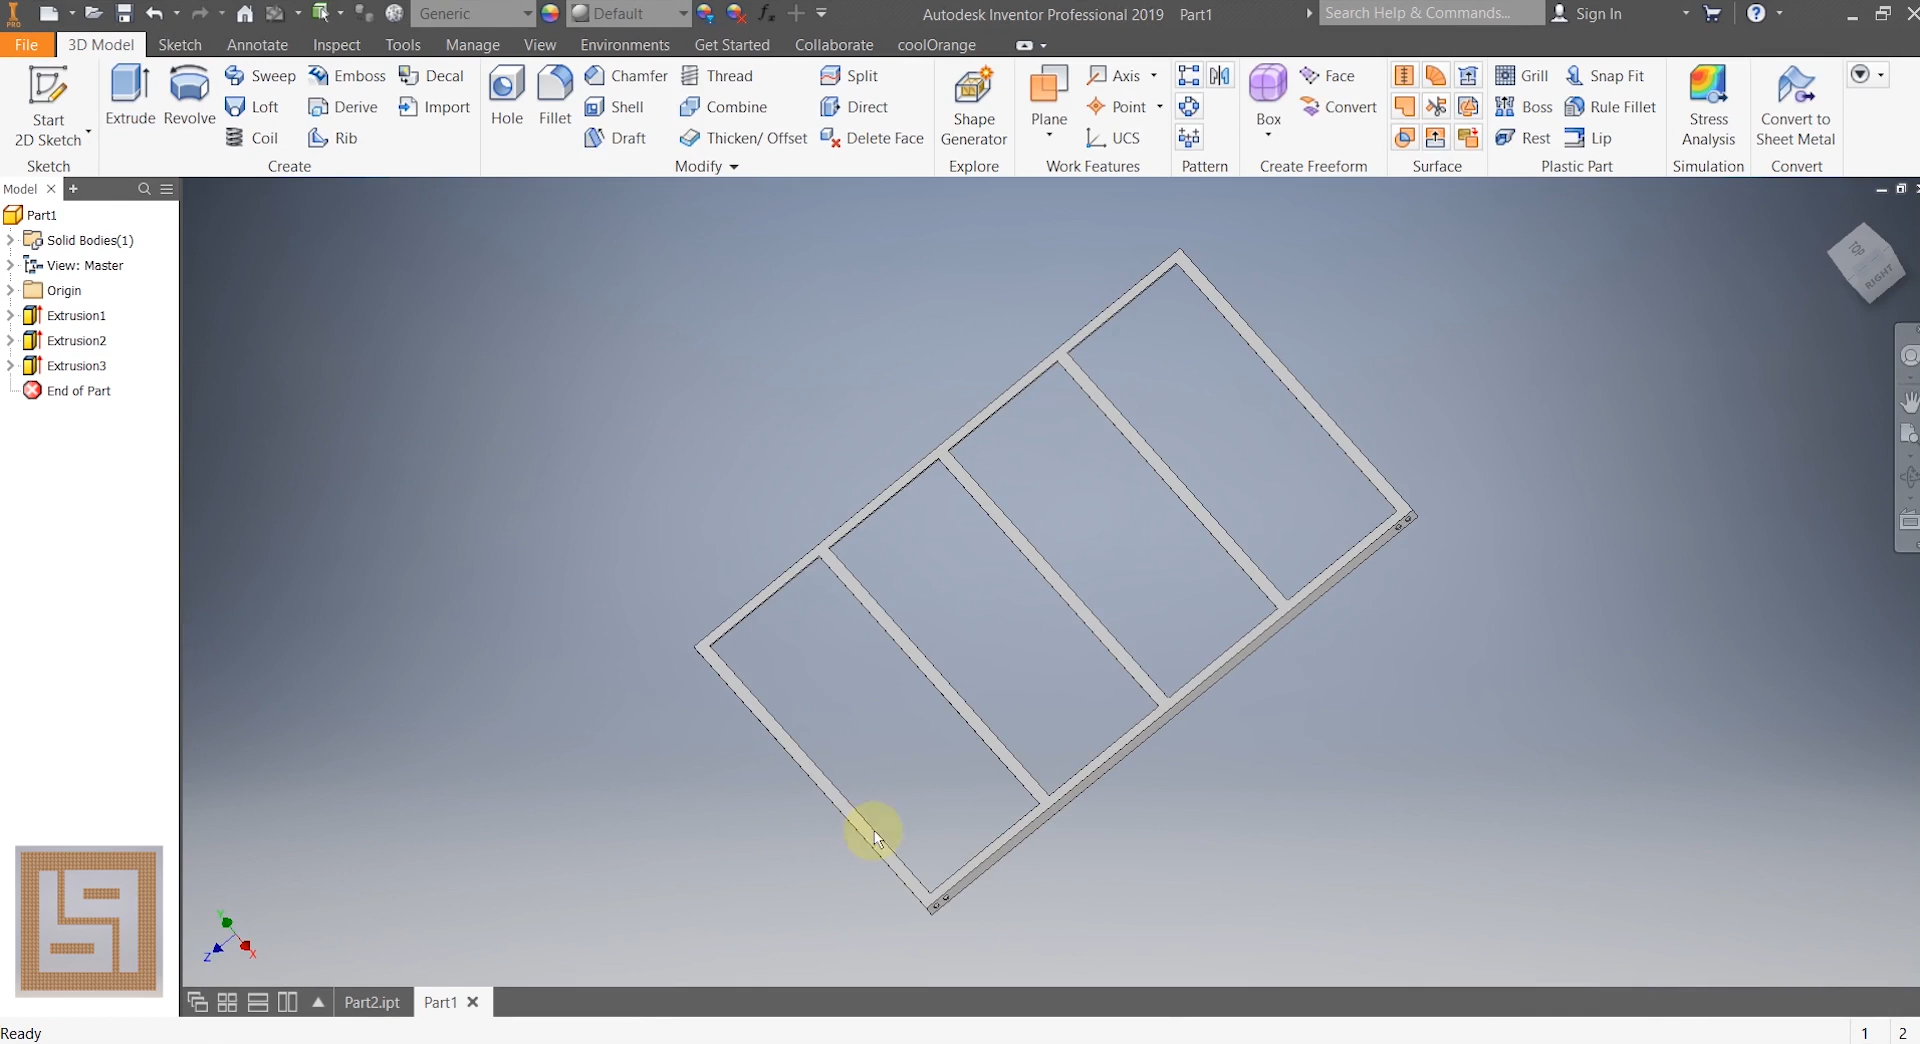 PRO
Generic
Default
Autodesk Inventor Professional 2019 Part1
Search Help & Commands...
Sign In
File
3D Model
Sketch
Annotate
Inspect
Tools
Manage
View
Environments
Get Started
Collaborate
coolOrange
Start
2D Sketch
Sketch
Extrude
Revolve
Sweep
Loft
Coil
Emboss
Derive
Rib
Decal
Import
Create
Hole
Fillet
Chamfer
Shell
Draft
Thread
Combine
Thicken/ Offset
Split
Direct
Delete Face
Modify
Shape
Generator
Explore
Plane
Axis
Point
UCS
Work Features
Pattern
Box
Face
Convert
Create Freeform
Surface
Grill
Boss
Rest
Snap Fit
Rule Fillet
Lip
Plastic Part
Stress
Analysis
Simulation
Convert to
Sheet Metal
Convert
Model
Part1
Solid Bodies(1)
View: Master
Origin
Extrusion1
Extrusion2
Extrusion3
End of Part
TOP
RIGHT
Y
Z
X
Part2.ipt
Part1
Ready
1
2